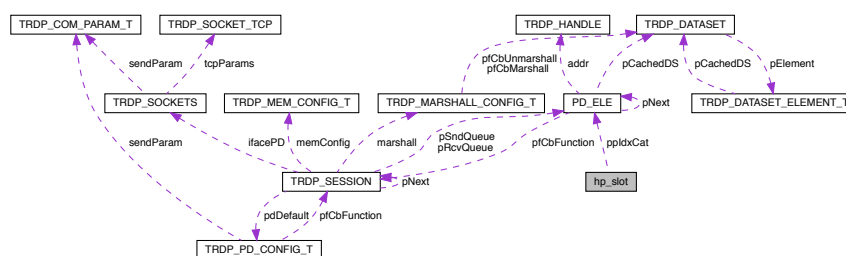 TRDP_COM_PARAM_T
TRDP_SOCKET_TCP
TRDP_HANDLE
TRDP_DATASET
sendParam
tcpParams
pfCbUnmarshall
pfCbMarshall
addr
pCachedDS
pCachedDS
pElement
TRDP_SOCKETS
TRDP_MEM_CONFIG_T
TRDP_MARSHALL_CONFIG_T
PD_ELE
pNext
TRDP_DATASET_ELEMENT_T
sendParam
ifacePD
memConfig
marshall
pSndQueue
pRcvQueue
pfCbFunction
ppIdxCat
TRDP_SESSION
pNext
hp_slot
pdDefault
pfCbFunction
TRDP_PD_CONFIG_T